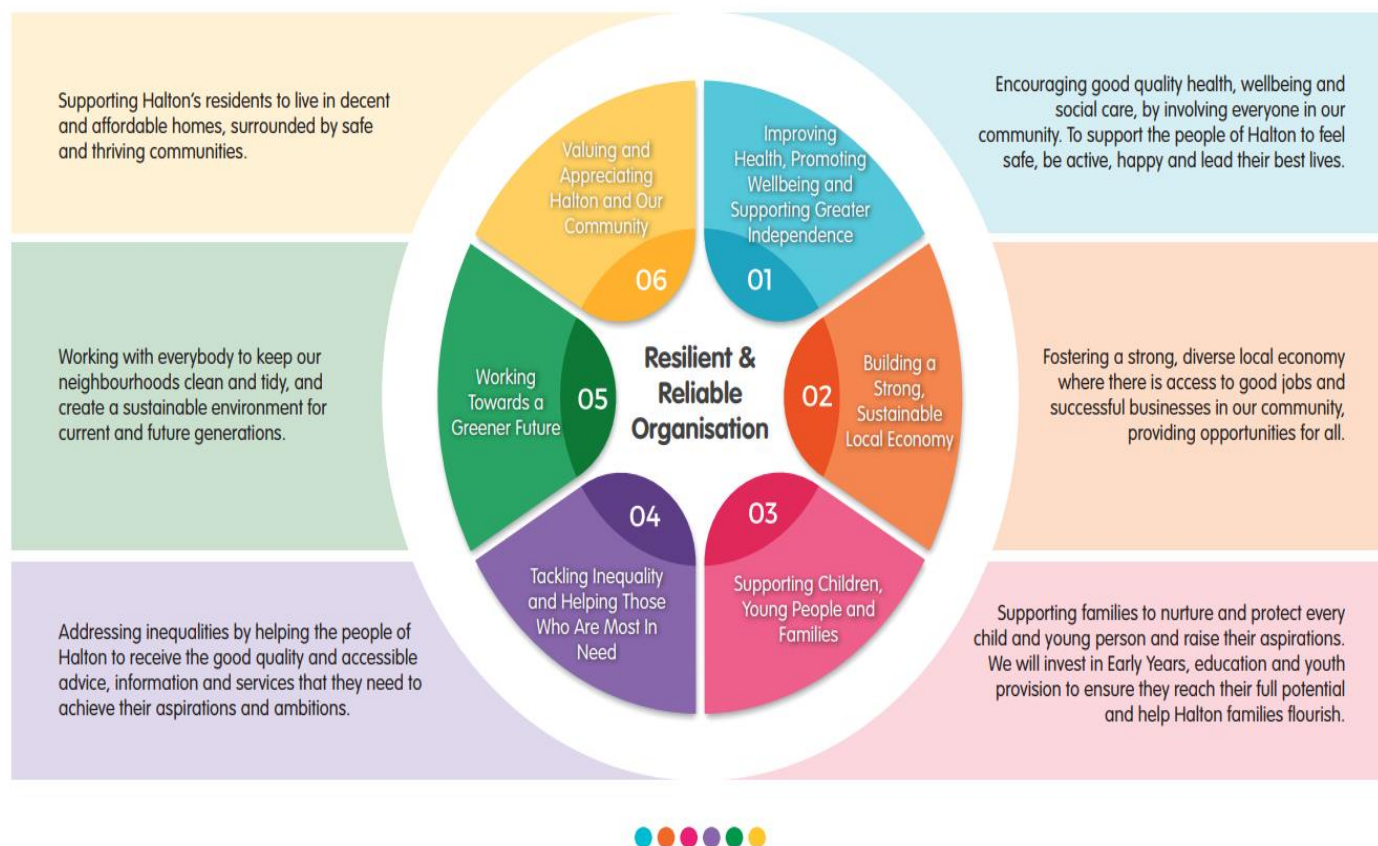 Supporting Halton's residents to live in decent
and affordable homes, surrounded by safe
and thriving communities.
Valuing and
Appreciating
Halton and Our
Community
06
Improving
Health, Promoting
Wellbeing and
Supporting Greater
Independence
01
Encouraging good quality health, wellbeing and
social care, by involving everyone in our
community. To support the people of Halton to feel
safe, be active, happy and lead their best lives.
Working with everybody to keep our
neighbourhoods clean and tidy, and
create a sustainable environment for
current and future generations.
Working
Towards a
Greener Future
05
Resilient &
Reliable
Organisation
02
Building a
Strong,
Sustainable
Local Economy
Fostering a strong, diverse local economy
where there is access to good jobs and
successful businesses in our community,
providing opportunities for all.
Addressing inequalities by helping the people of
Halton to receive the good quality and accessible
advice, information and services that they need to
achieve their aspirations and ambitions.
04
Tackling Inequality
and Helping Those
Who Are Most In
Need
03
Supporting Children,
Young People and
Families
Supporting families to nurture and protect every
child and young person and raise their aspirations.
We will invest in Early Years, education and youth
provision to ensure they reach their full potential
and help Halton families flourish.